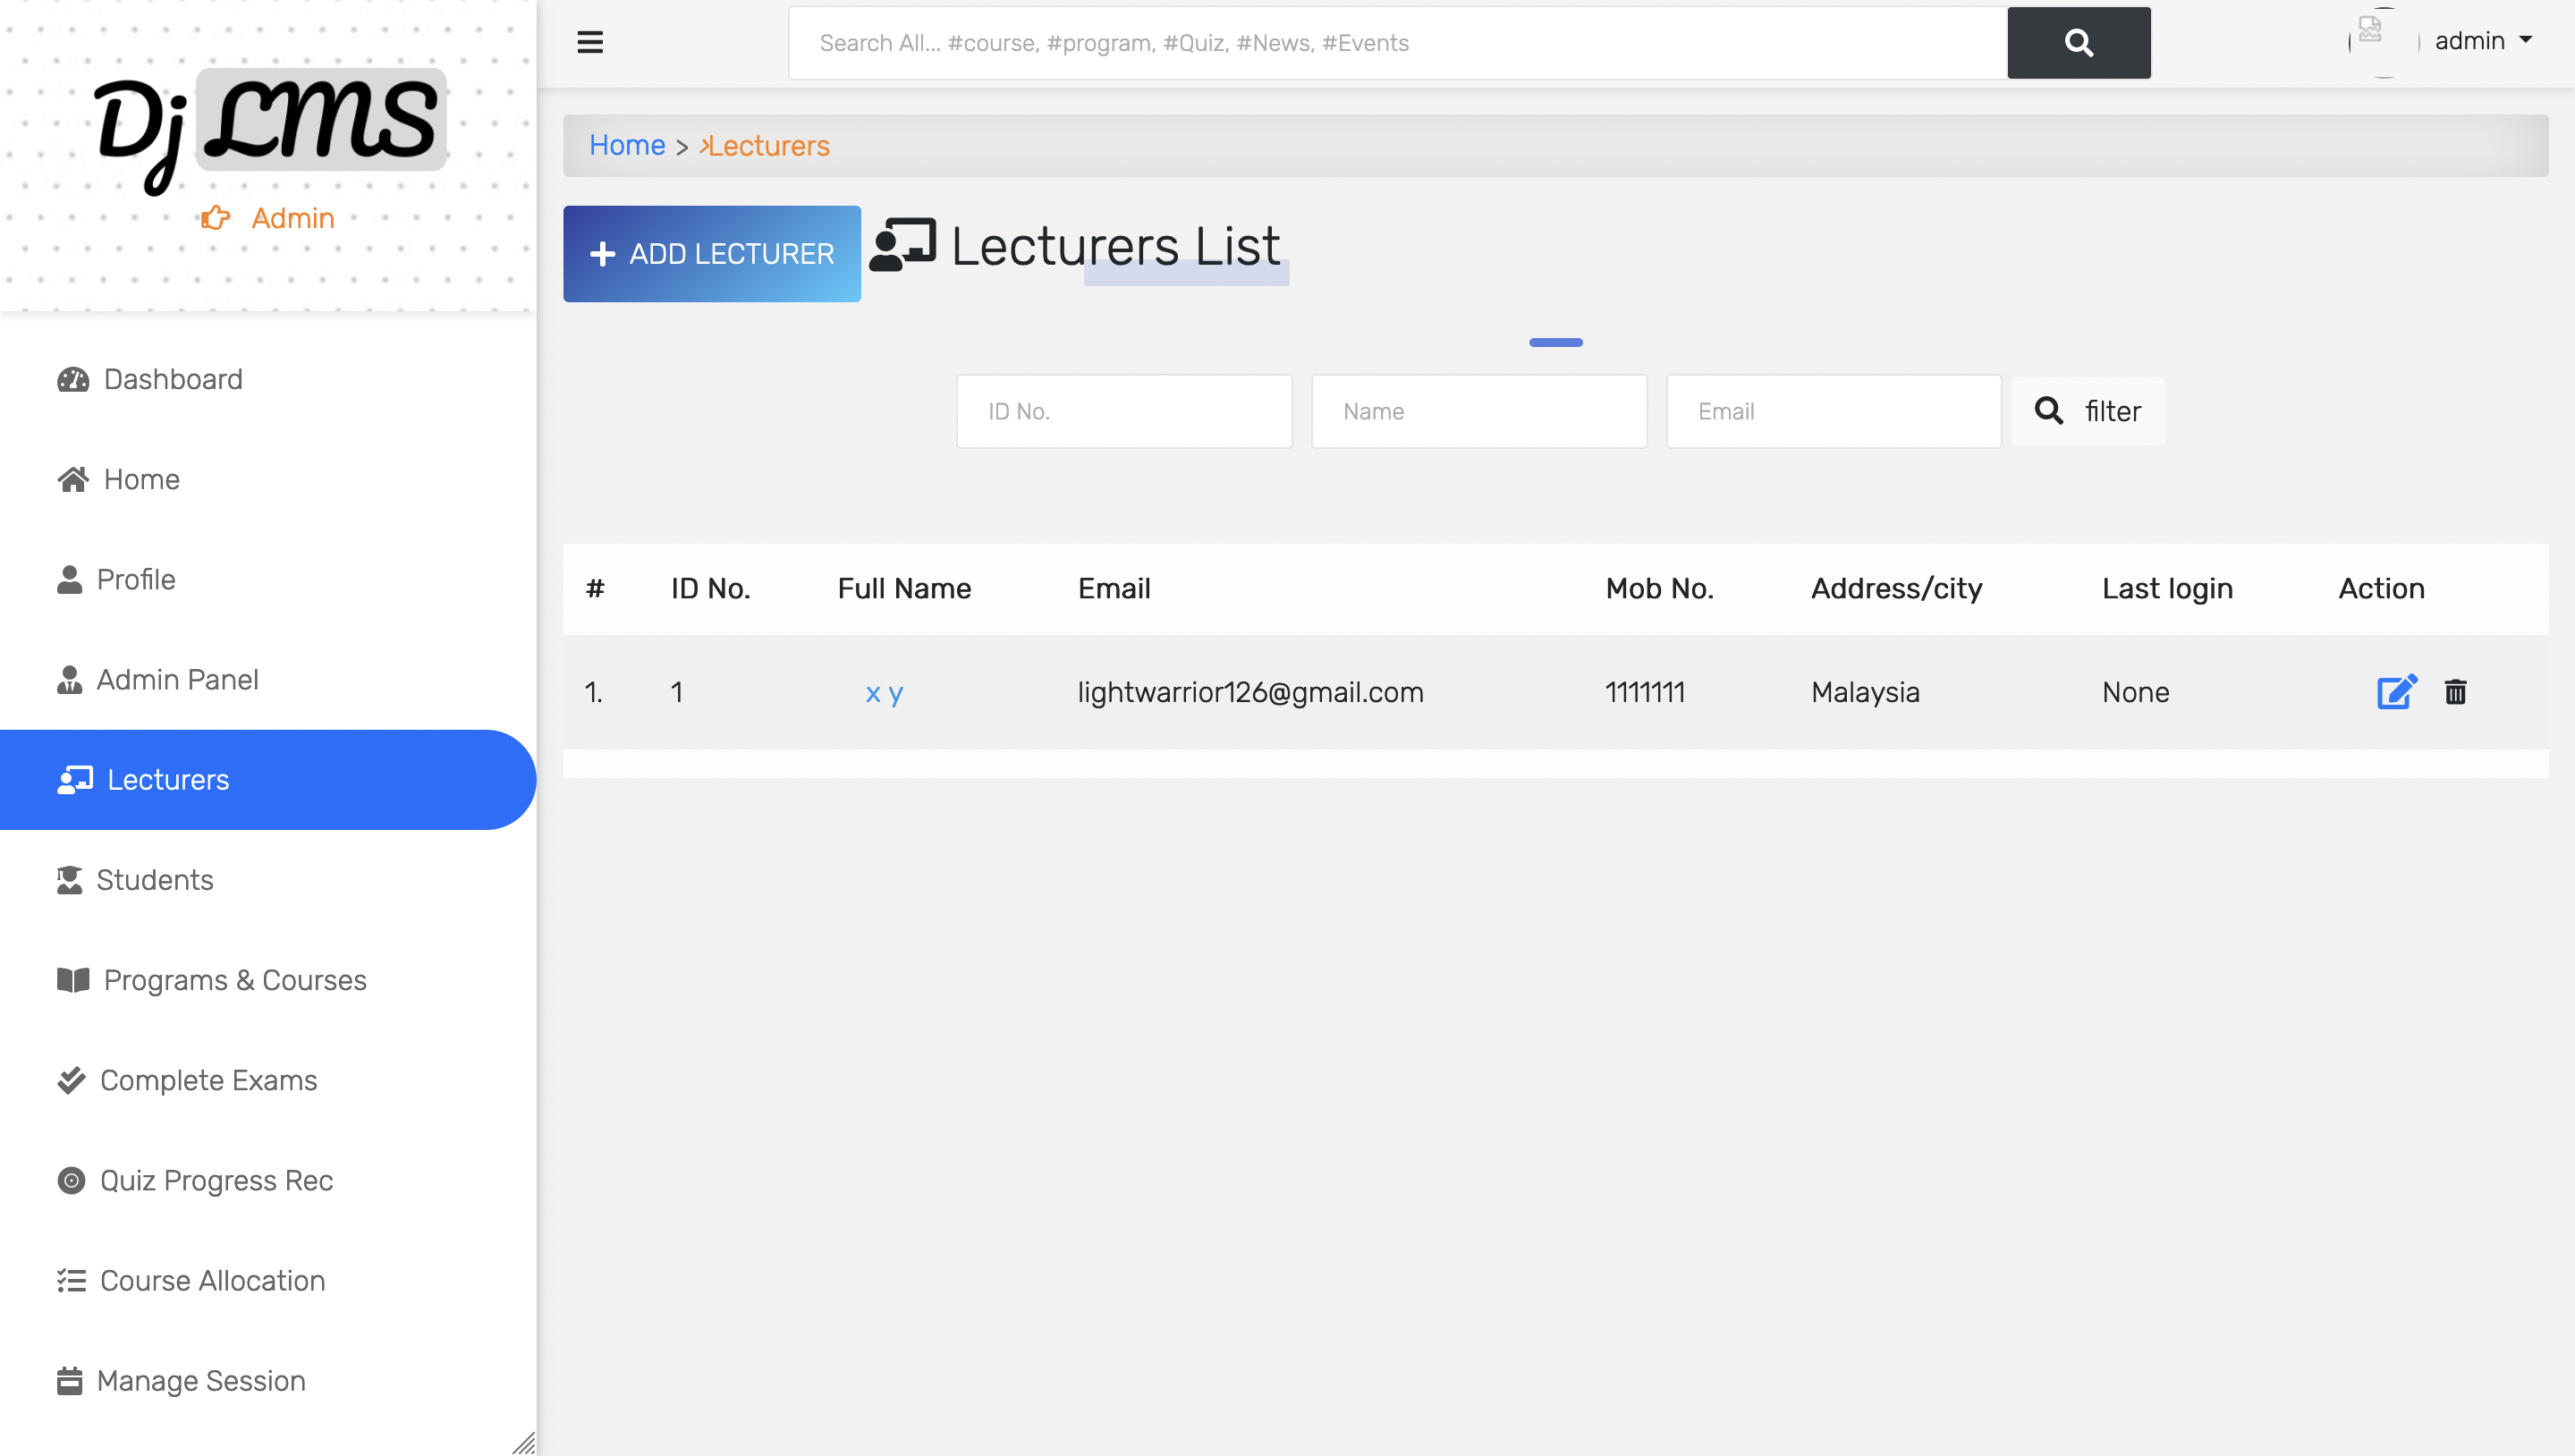 Dj LMS
Admin
Dashboard
Home
Profile
Admin Panel
Lecturers
Students
Programs & Courses
Complete Exams
Quiz Progress Rec
Course Allocation
Manage Session
Search All... #course, #program, #Quiz, #News, #Events
admin
Home > Lecturers
ADD LECTURER
Lecturers List
ID No. Name Email filter
# ID No. Full Name Email Mob No. Address/city Last login Action
1. 1 x y lightwarrior126@gmail.com 1111111 Malaysia None